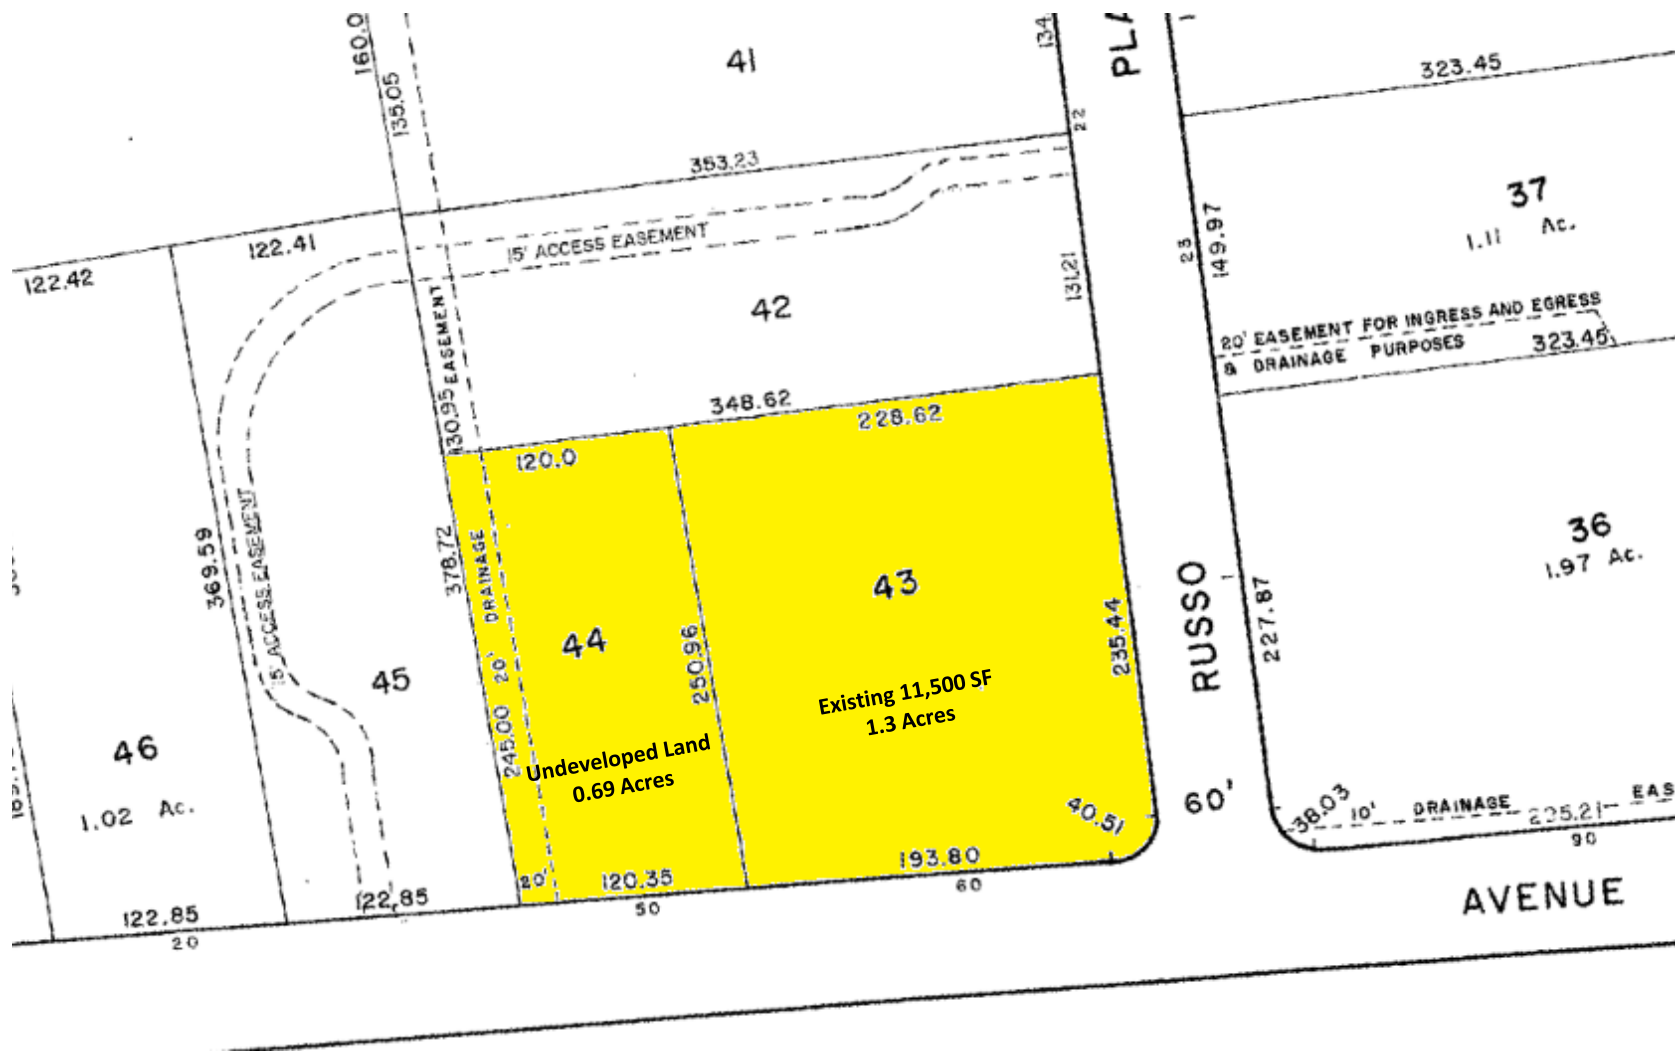 160.0
135.05
41
134
PLA
323.45
353.23
22
37
1.11 Ac.
149.97
23
122.41
122.42
15' ACCESS EASEMENT
42
131.21
130.95 EASEMENT
20' EASEMENT FOR INGRESS AND EGRESS
& DRAINAGE PURPOSES
323.45
348.62
228.62
120.0
369.59
15' ACCESS EASEMENT
378.72
20' DRAINAGE
43
44
250.96
235.44
RUSSO
227.87
36
1.97 Ac.
45
245.00
Existing 11,500 SF
1.3 Acres
Undeveloped Land
0.69 Acres
46
1.02 Ac.
40.51
60'
38.03
10' DRAINAGE
EAS
90
193.80
60
20'
120.35
50
122.85
122.85
20
AVENUE